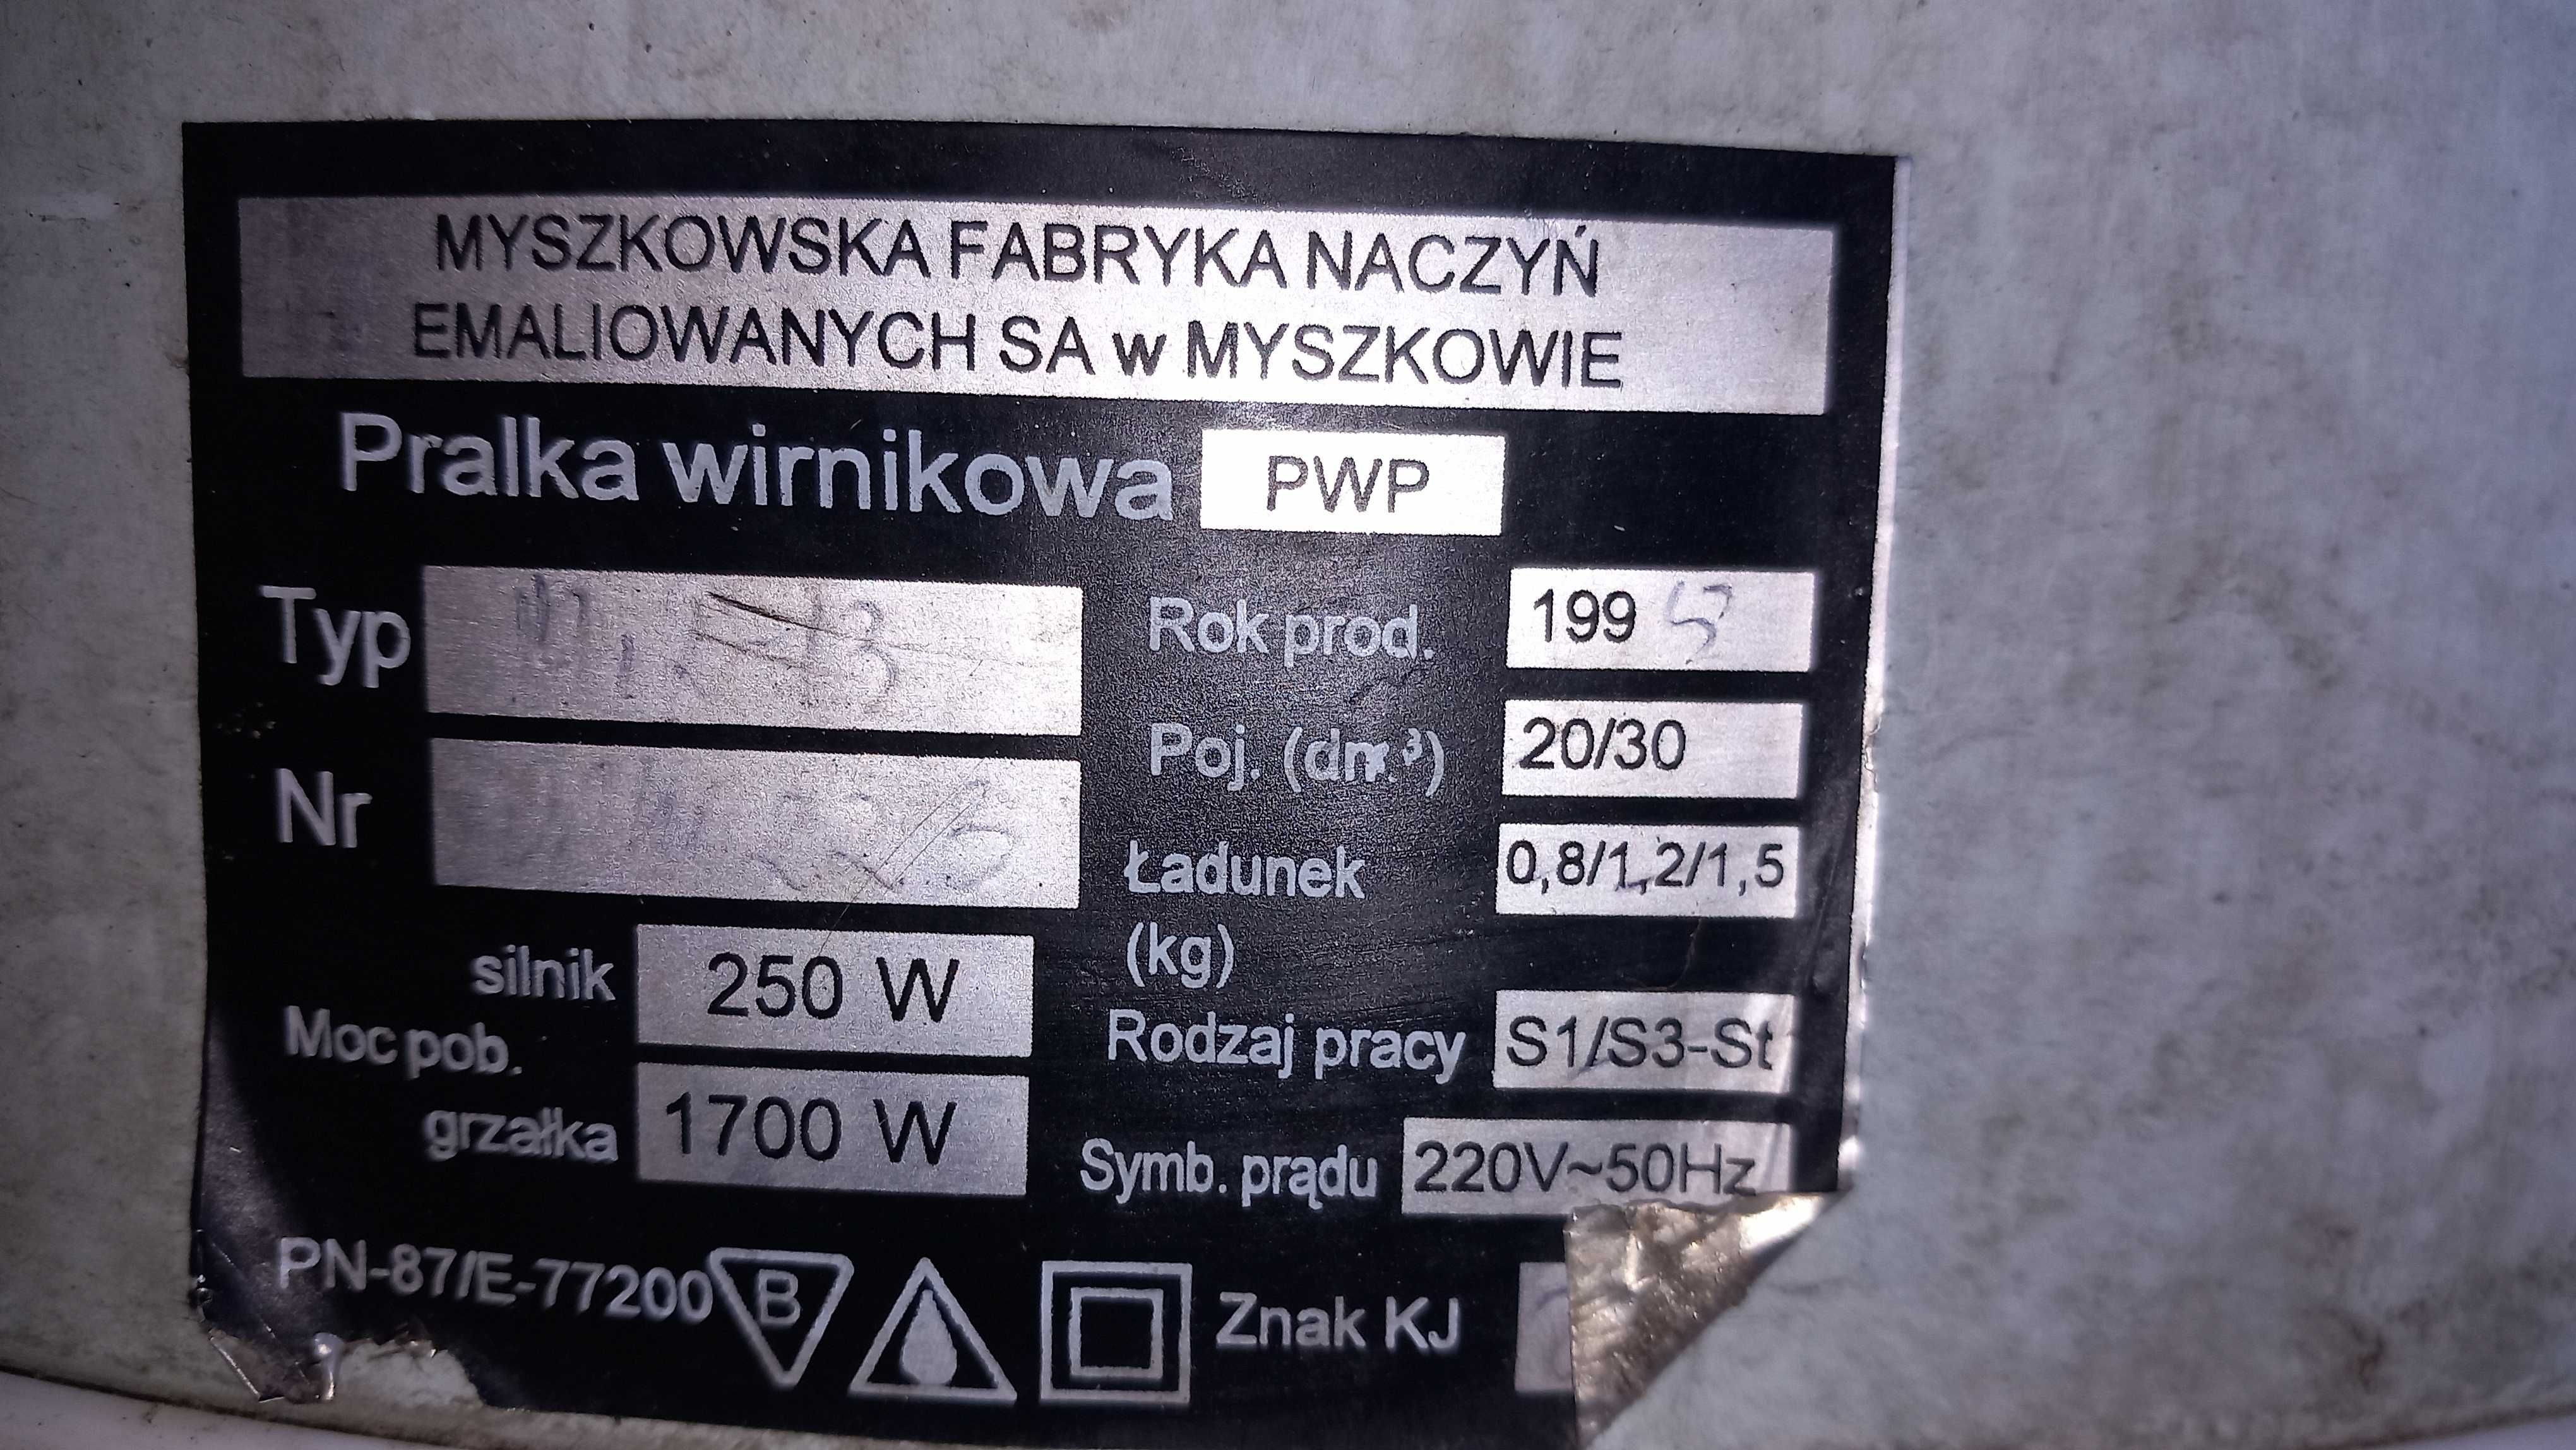 MYSZKOWSKA FABRYKA NACZYŃ
EMALIOWANYCH SA w MYSZKOWIE
Pralka wirnikowa PWP
Typ
Nr
Rok prod. 199
Poj. (dm³) 20/30
Ładunek 0,8/1,2/1,5
(kg)
silnik 250 W
Moc pob.
grzałka 1700 W
Rodzaj pracy S1/S3-St
Symb. prądu 220V~50Hz
PN-87/E-77200 B
Znak KJ